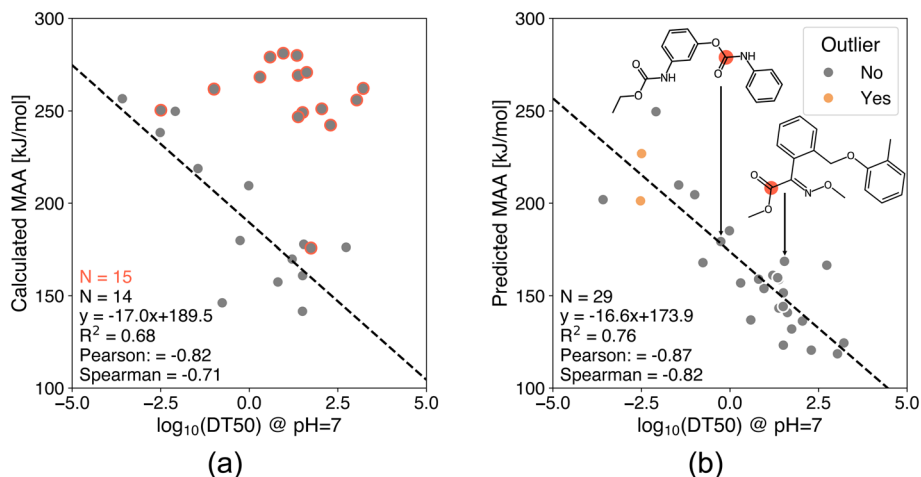 300
250
200
150
100
Calculated MAA [kJ/mol]
N = 15
N = 14
y = -17.0x+189.5
R² = 0.68
Pearson: = -0.82
Spearman = -0.71
-5.0
-2.5
0.0
2.5
5.0
log₁₀(DT50) @ pH=7
(a)
300
250
200
150
100
Predicted MAA [kJ/mol]
Outlier
No
Yes
O
O
NH
NH
O
O
O
O
O
N
O
O
N = 29
y = -16.6x+173.9
R² = 0.76
Pearson: = -0.87
Spearman = -0.82
-5.0
-2.5
0.0
2.5
5.0
log₁₀(DT50) @ pH=7
(b)